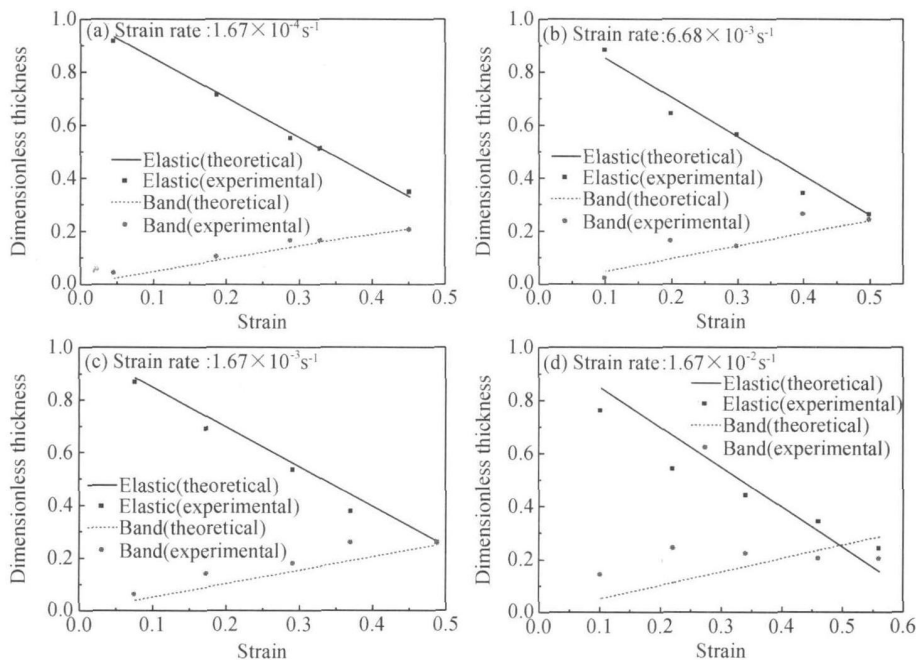 (a) Strain rate :1.67×10⁻⁴s⁻¹
Dimensionless thickness
1.0
0.8
0.6
0.4
0.2
0.0
Elastic(theoretical)
Elastic(experimental)
Band(theoretical)
Band(experimental)
0.0 0.1 0.2 0.3 0.4 0.5
Strain
(b) Strain rate:6.68×10⁻³s⁻¹
Dimensionless thickness
1.0
0.8
0.6
0.4
0.2
0.0
Elastic(theoretical)
Elastic(experimental)
Band(theoretical)
Band(experimental)
0.0 0.1 0.2 0.3 0.4 0.5
Strain
(c) Strain rate :1.67×10⁻³s⁻¹
Dimensionless thickness
1.0
0.8
0.6
0.4
0.2
0.0
Elastic(theoretical)
Elastic(experimental)
Band(theoretical)
Band(experimental)
0.0 0.1 0.2 0.3 0.4 0.5
Strain
(d) Strain rate:1.67×10⁻²s⁻¹
Dimensionless thickness
1.0
0.8
0.6
0.4
0.2
0.0
Elastic(theoretical)
Elastic(experimental)
Band(theoretical)
Band(experimental)
0.0 0.1 0.2 0.3 0.4 0.5 0.6
Strain